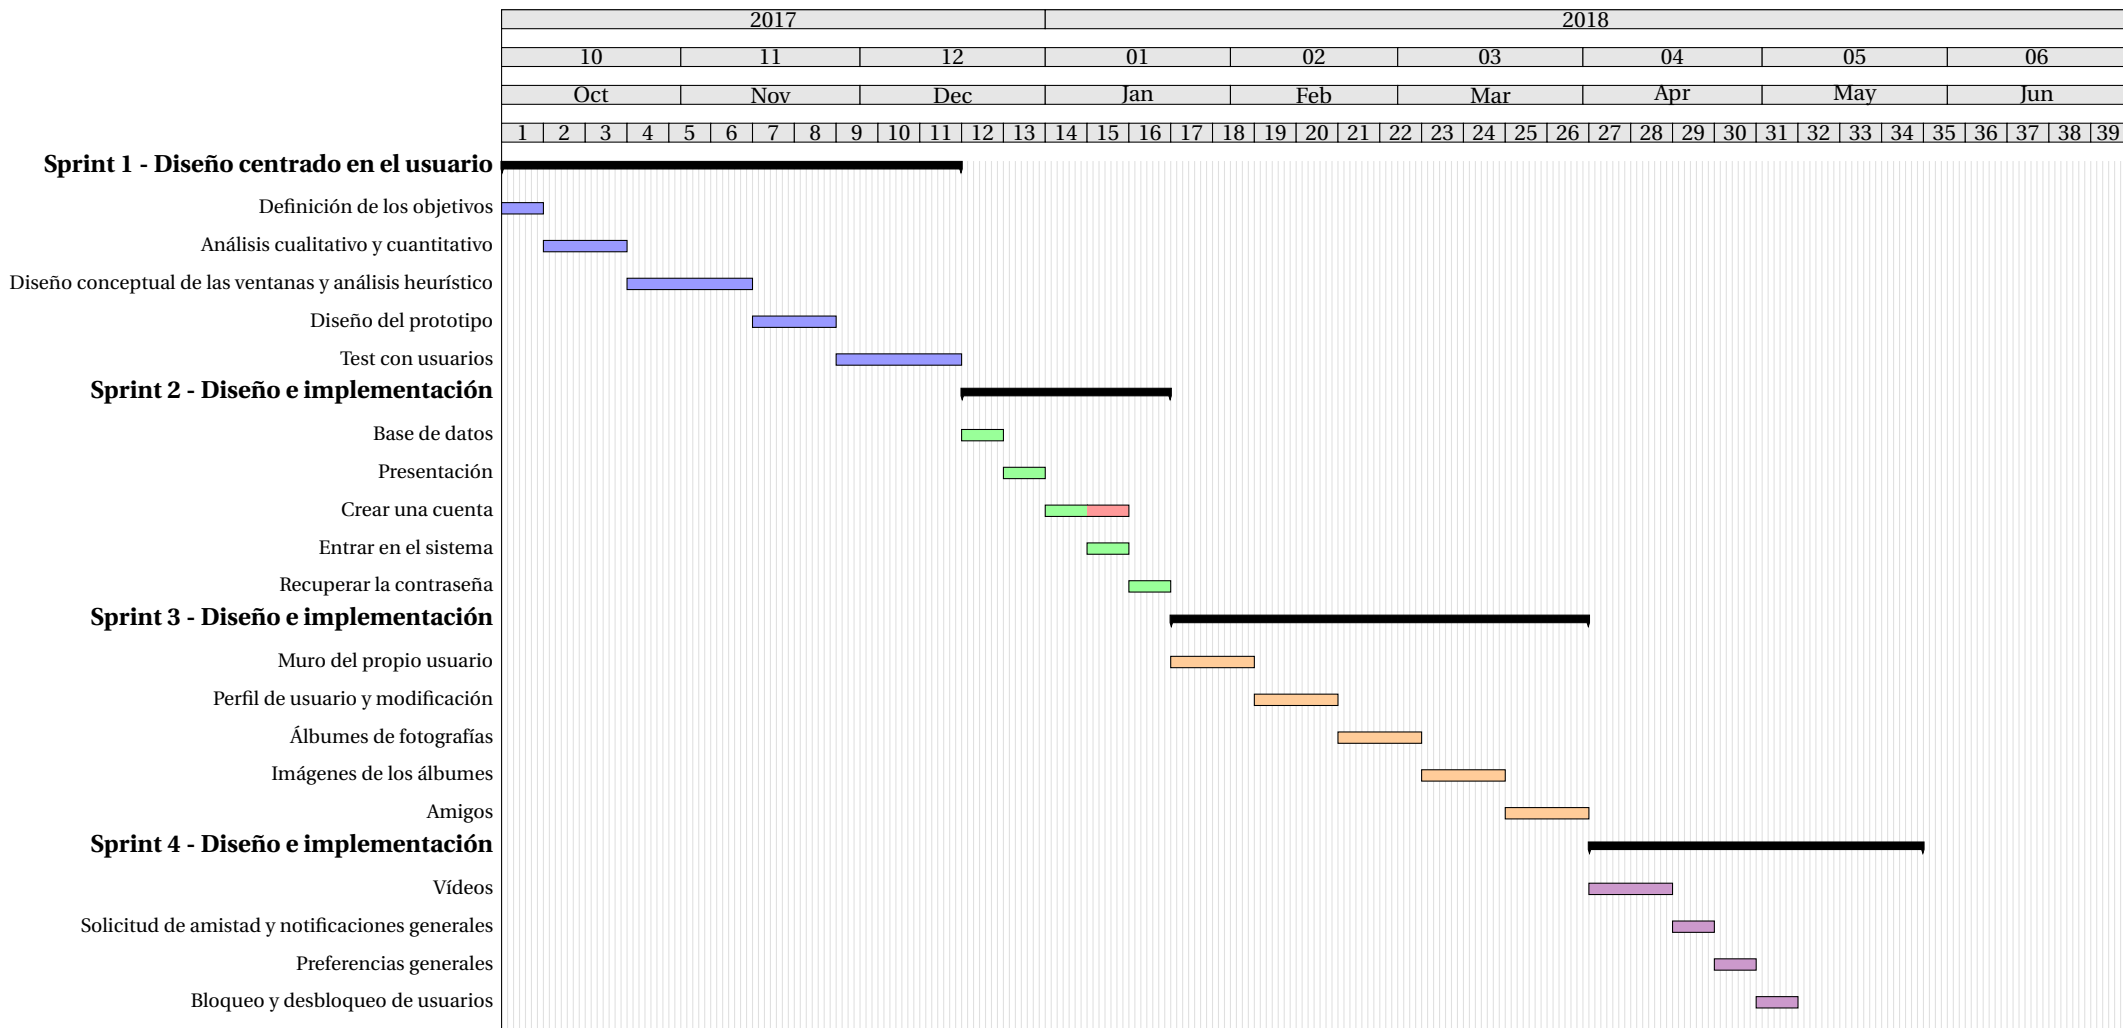 2017 2018
10 11 12 01 02 03 04 05 06
Oct Nov Dec Jan Feb Mar Apr May Jun
1 2 3 4 5 6 7 8 9 10 11 12 13 14 15 16 17 18 19 20 21 22 23 24 25 26 27 28 29 30 31 32 33 34 35 36 37 38 39
Sprint 1 - Diseño centrado en el usuario
Definición de los objetivos
Análisis cualitativo y cuantitativo
Diseño conceptual de las ventanas y análisis heurístico
Diseño del prototipo
Test con usuarios
Sprint 2 - Diseño e implementación
Base de datos
Presentación
Crear una cuenta
Entrar en el sistema
Recuperar la contraseña
Sprint 3 - Diseño e implementación
Muro del propio usuario
Perfil de usuario y modificación
Álbumes de fotografías
Imágenes de los álbumes
Amigos
Sprint 4 - Diseño e implementación
Vídeos
Solicitud de amistad y notificaciones generales
Preferencias generales
Bloqueo y desbloqueo de usuarios